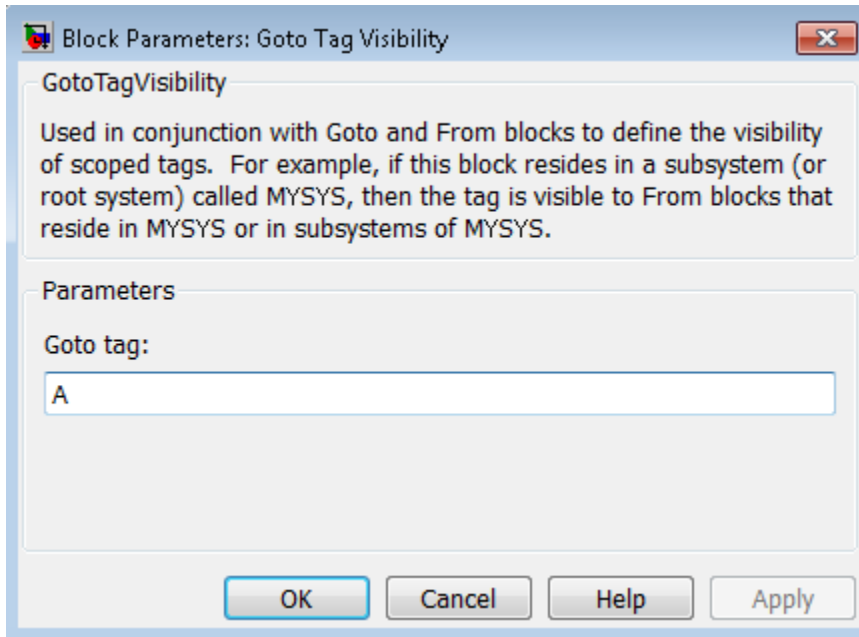 Block Parameters: Goto Tag Visibility
GotoTagVisibility
Used in conjunction with Goto and From blocks to define the visibility
of scoped tags.  For example, if this block resides in a subsystem (or
root system) called MYSYS, then the tag is visible to From blocks that
reside in MYSYS or in subsystems of MYSYS.
Parameters
Goto tag:
A
OK Cancel Help Apply